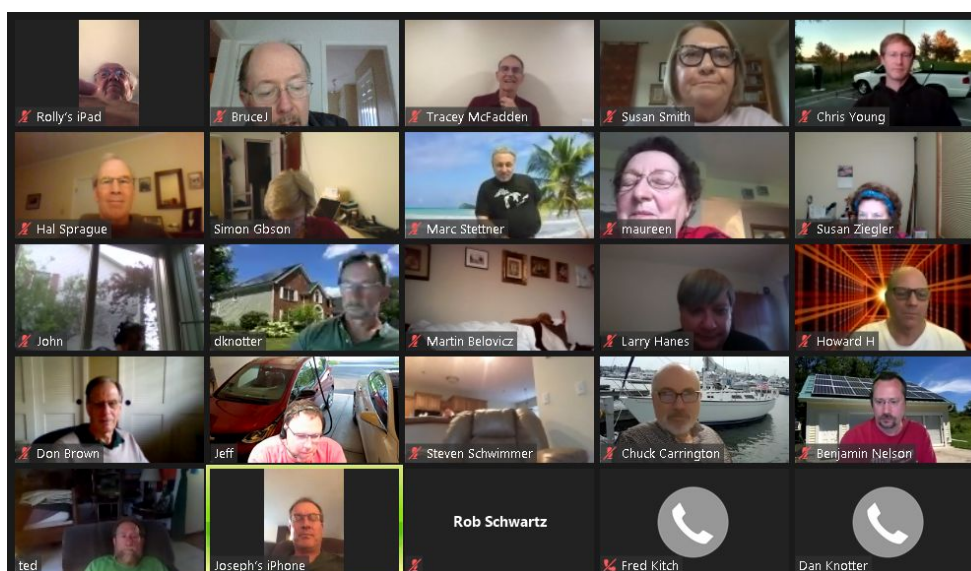 Rolly's iPad
BruceJ
Tracey McFadden
Susan Smith
Chris Young
Hal Sprague
Simon Gbson
Marc Stettner
maureen
Susan Ziegler
John
dknotter
Martin Belovicz
Larry Hanes
Howard H
Don Brown
Jeff
Steven Schwimmer
Chuck Carrington
Benjamin Nelson
ted
Joseph's iPhone
Rob Schwartz
Fred Kitch
Dan Knotter